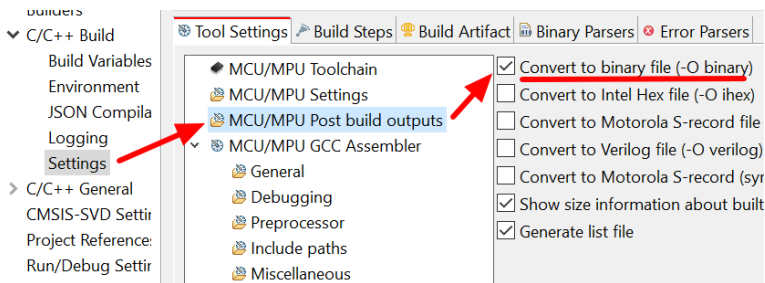 Builders
C/C++ Build
Build Variables
Environment
JSON Compila
Logging
Settings
C/C++ General
CMSIS-SVD Settir
Project Reference:
Run/Debug Settir
Tool Settings
Build Steps
Build Artifact
Binary Parsers
Error Parsers
MCU/MPU Toolchain
MCU/MPU Settings
MCU/MPU Post build outputs
MCU/MPU GCC Assembler
General
Debugging
Preprocessor
Include paths
Miscellaneous
Convert to binary file (-O binary)
Convert to Intel Hex file (-O ihex)
Convert to Motorola S-record file
Convert to Verilog file (-O verilog)
Convert to Motorola S-record (syr
Show size information about built
Generate list file